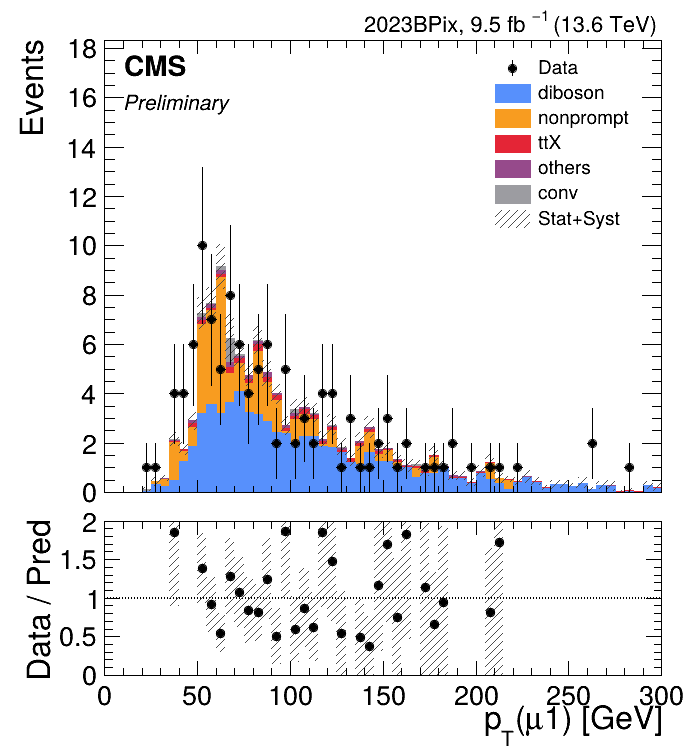 2023BPix, 9.5 fb⁻¹ (13.6 TeV)
Events
CMS
Preliminary
Data
diboson
nonprompt
ttX
others
conv
Stat+Syst
18
16
14
12
10
8
6
4
2
0
Data / Pred
2
1.5
1
0.5
0
0 50 100 150 200 250 300
p_T(μ1) [GeV]